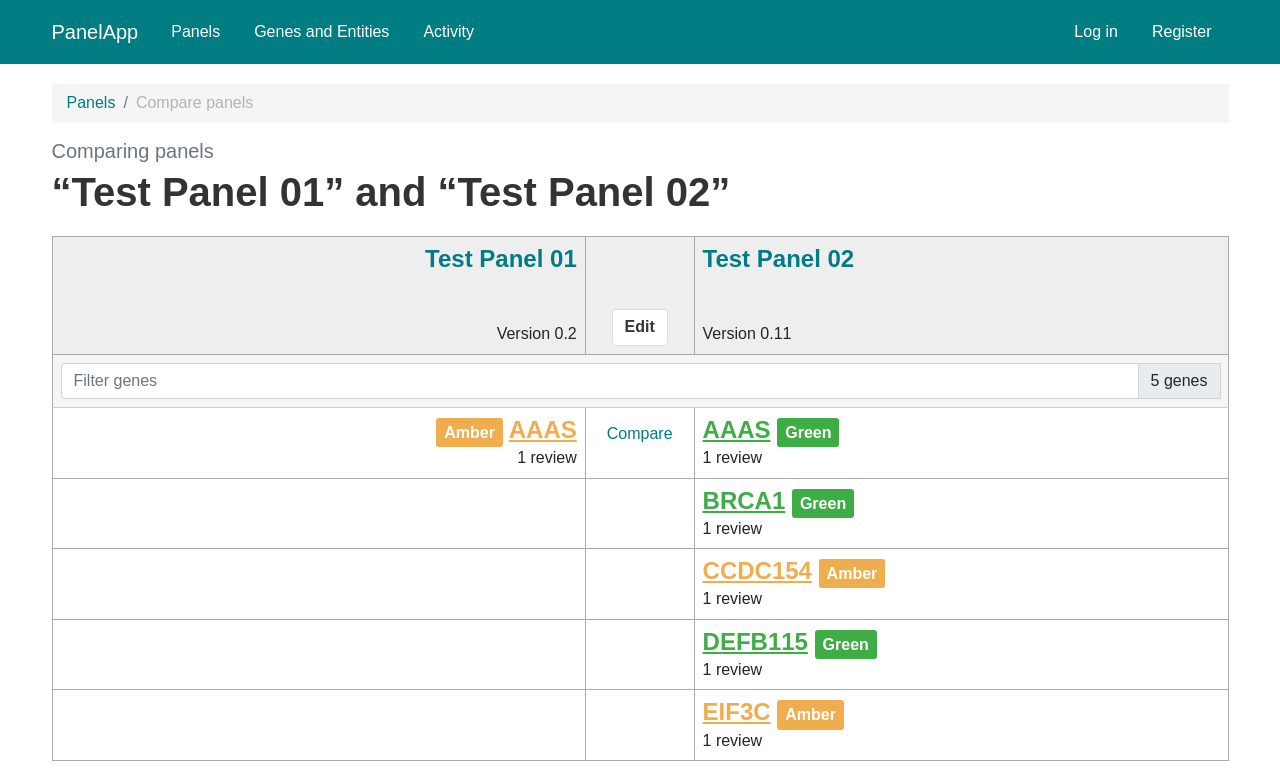 PanelApp Panels Genes and Entities Activity Log in Register
Panels / Compare panels
Comparing panels
“Test Panel 01” and “Test Panel 02”
Test Panel 01 Test Panel 02
Version 0.2 Edit Version 0.11
Filter genes 5 genes
Amber AAAS Compare AAAS Green
1 review 1 review
BRCA1 Green
1 review
CCDC154 Amber
1 review
DEFB115 Green
1 review
EIF3C Amber
1 review